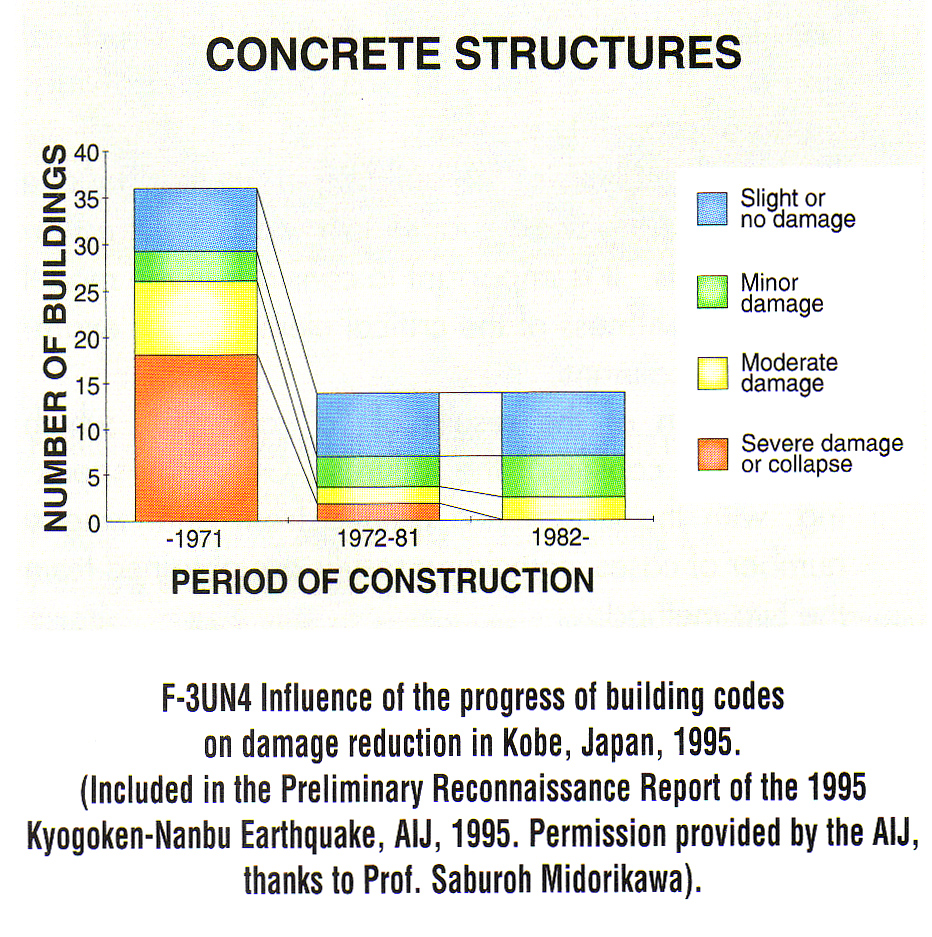 CONCRETE STRUCTURES
NUMBER OF BUILDINGS
40
35
30
25
20
15
10
5
0
-1971
1972-81
1982-
PERIOD OF CONSTRUCTION
Slight or
no damage
Minor
damage
Moderate
damage
Severe damage
or collapse
F-3UN4 Influence of the progress of building codes
on damage reduction in Kobe, Japan, 1995.
(Included in the Preliminary Reconnaissance Report of the 1995
Kyogoken-Nanbu Earthquake, AIJ, 1995. Permission provided by the AIJ,
thanks to Prof. Saburoh Midorikawa).